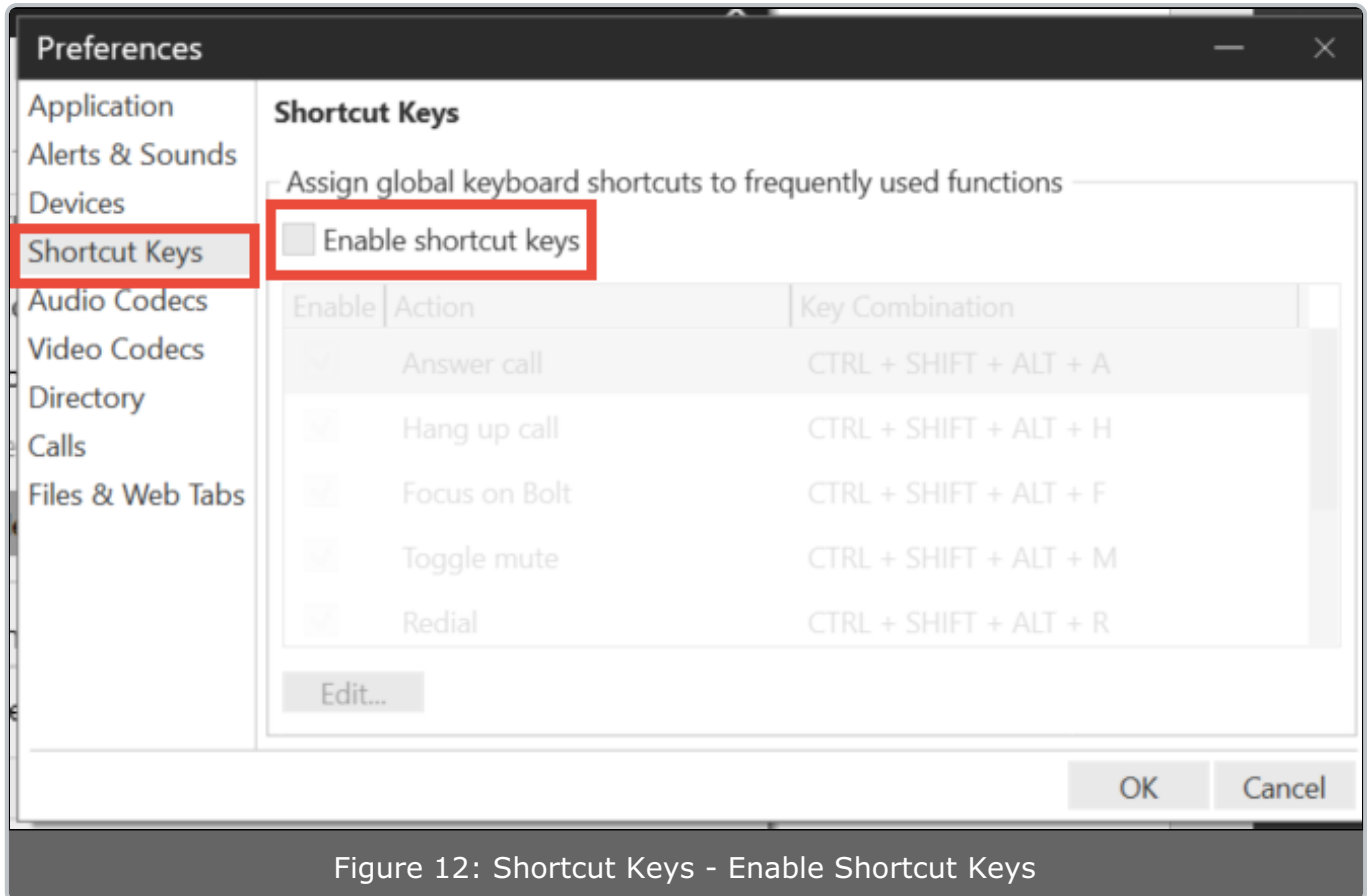 Preferences
Application
Alerts & Sounds
Devices
Shortcut Keys
Audio Codecs
Video Codecs
Directory
Calls
Files & Web Tabs
Shortcut Keys
Assign global keyboard shortcuts to frequently used functions
Enable shortcut keys
Enable Action Key Combination
Answer call CTRL + SHIFT + ALT + A
Hang up call CTRL + SHIFT + ALT + H
Focus on Bolt CTRL + SHIFT + ALT + F
Toggle mute CTRL + SHIFT + ALT + M
Redial CTRL + SHIFT + ALT + R
Edit...
OK Cancel
Figure 12: Shortcut Keys - Enable Shortcut Keys